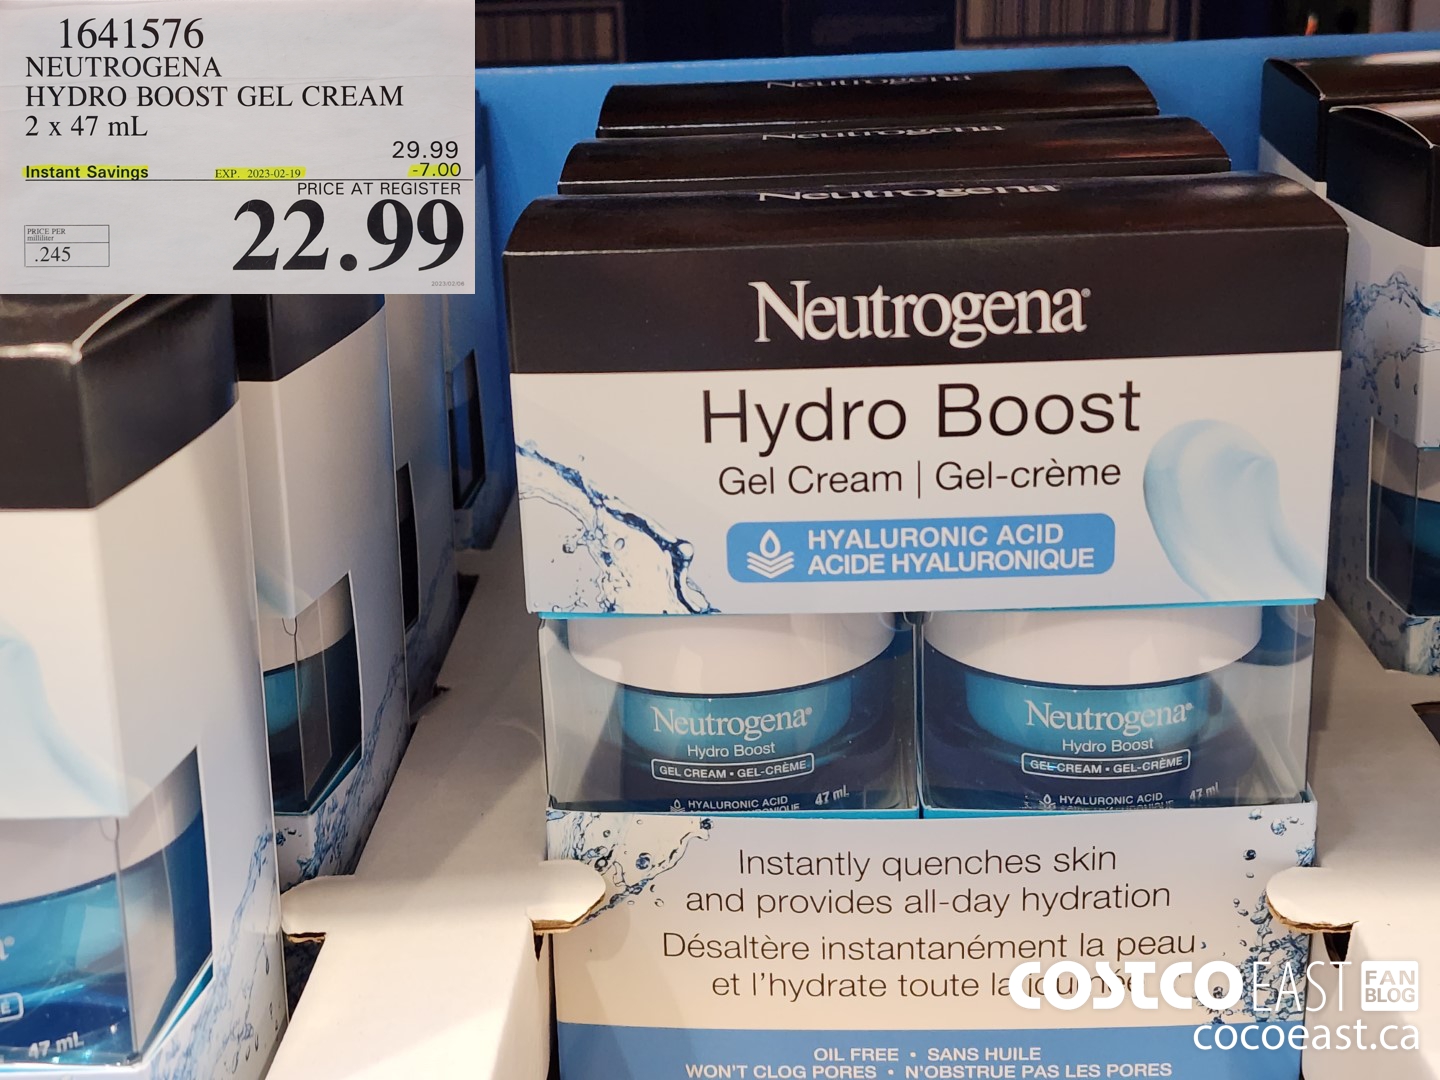 1641576
NEUTROGENA
HYDRO BOOST GEL CREAM
2 x 47 mL
29.99
Instant Savings EXP. 2023-02-19 -7.00
PRICE AT REGISTER
22.99
PRICE PER
milliliter
.245
2023/02/08
Neutrogena
Neutrogena
Neutrogena
Neutrogena®
Hydro Boost
Gel Cream | Gel-crème
HYALURONIC ACID
ACIDE HYALURONIQUE
Neutrogena®
Hydro Boost
GEL CREAM • GEL-CRÈME
HYALURONIC ACID
47 mL
Neutrogena®
Hydro Boost
GEL CREAM • GEL-CRÈME
HYALURONIC ACID
47 mL
Instantly quenches skin
and provides all-day hydration
Désaltère instantanément la peau
et l'hydrate toute la journée
OIL FREE • SANS HUILE
WON'T CLOG PORES • N'OBSTRUE PAS LES PORES
47 mL
COSTCO EAST FAN BLOG
cocoeast.ca